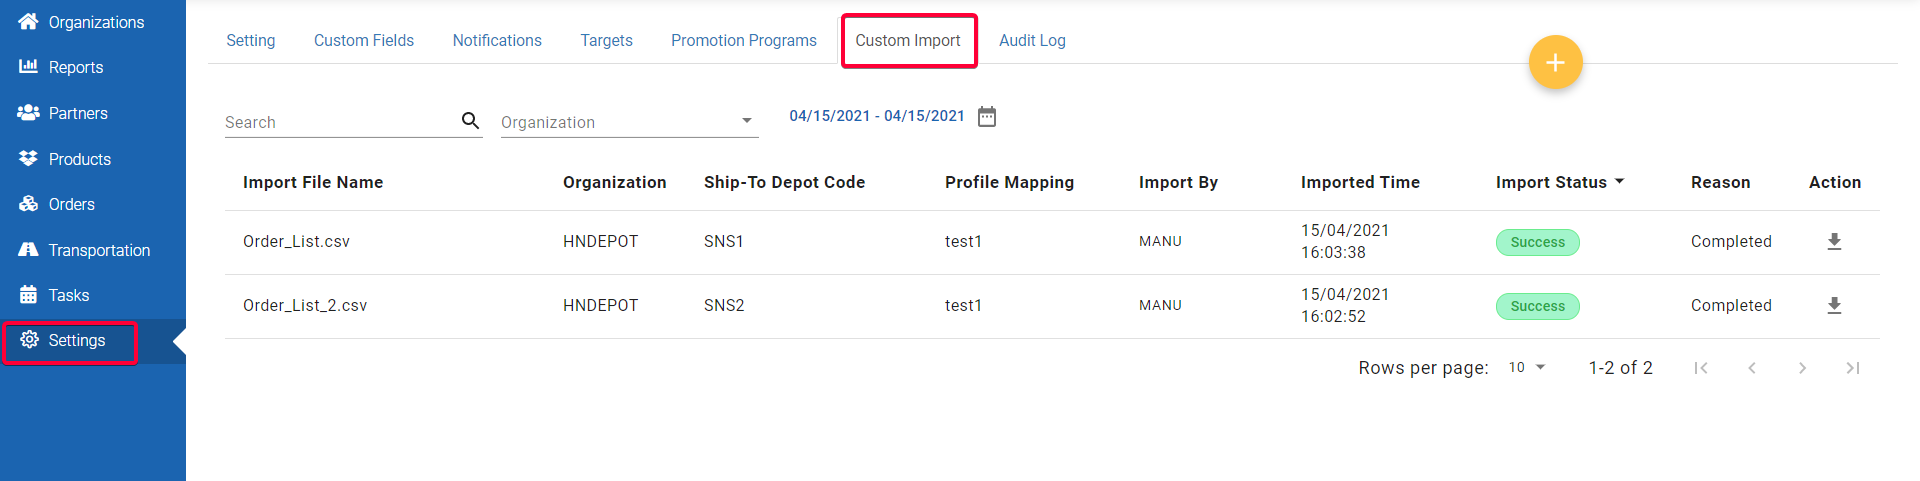 Organizations
Reports
Partners
Products
Orders
Transportation
Tasks
Settings
Setting Custom Fields Notifications Targets Promotion Programs Custom Import Audit Log
Search Organization 04/15/2021 - 04/15/2021
Import File Name Organization Ship-To Depot Code Profile Mapping Import By Imported Time Import Status Reason Action
Order_List.csv HNDEPOT SNS1 test1 MANU 15/04/2021 16:03:38 Success Completed
Order_List_2.csv HNDEPOT SNS2 test1 MANU 15/04/2021 16:02:52 Success Completed
Rows per page: 10 1-2 of 2